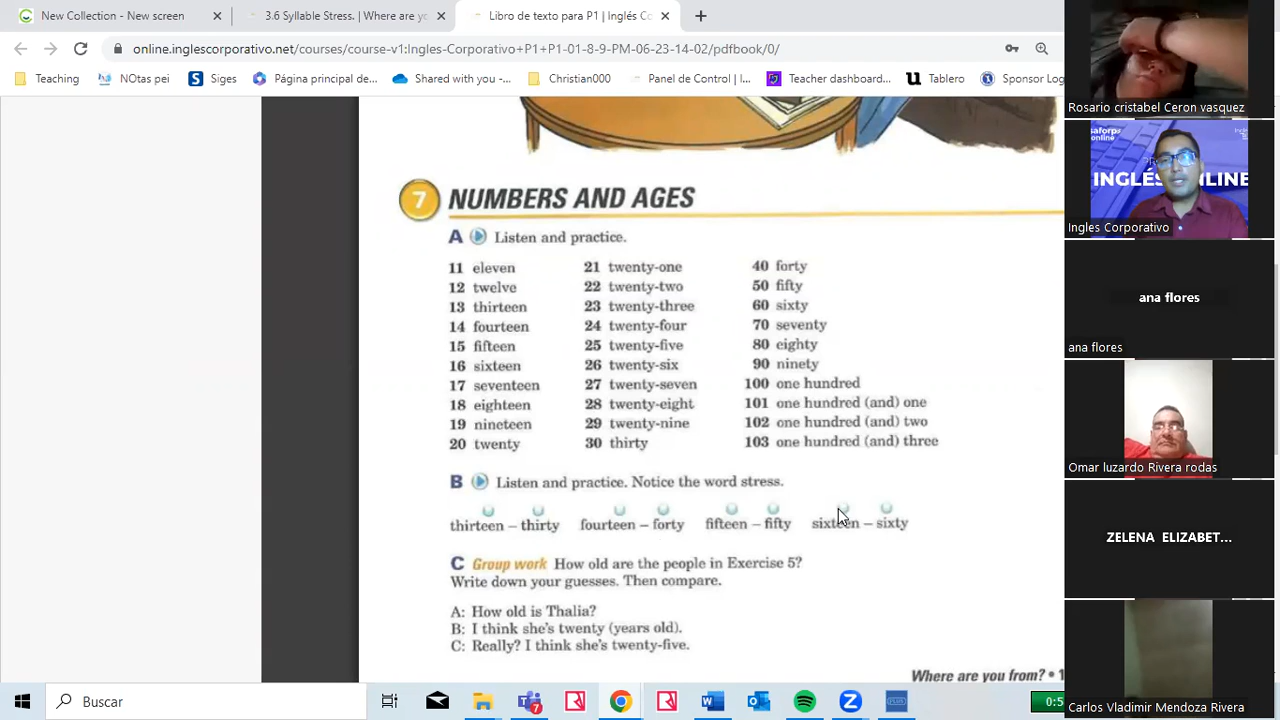 New Collection - New screen
3.6 Syllable Stress. | Where are yo
Libro de texto para P1 | Inglés Co
online.inglescorporativo.net/courses/course-v1:Ingles-Corporativo+P1+P1-01-8-9-PM-06-23-14-02/pdfbook/0/
Teaching
NOtas pei
Siges
Página principal de...
Shared with you -...
Christian000
Panel de Control | I...
Teacher dashboard...
Tablero
Sponsor Log
7 NUMBERS AND AGES
A Listen and practice.
11 eleven 21 twenty-one 40 forty
12 twelve 22 twenty-two 50 fifty
13 thirteen 23 twenty-three 60 sixty
14 fourteen 24 twenty-four 70 seventy
15 fifteen 25 twenty-five 80 eighty
16 sixteen 26 twenty-six 90 ninety
17 seventeen 27 twenty-seven 100 one hundred
18 eighteen 28 twenty-eight 101 one hundred (and) one
19 nineteen 29 twenty-nine 102 one hundred (and) two
20 twenty 30 thirty 103 one hundred (and) three
B Listen and practice. Notice the word stress.
thirteen – thirty fourteen – forty fifteen – fifty sixteen – sixty
C Group work How old are the people in Exercise 5?
Write down your guesses. Then compare.
A: How old is Thalia?
B: I think she's twenty (years old).
C: Really? I think she's twenty-five.
Where are you from? • 1
Buscar
7
0:5
Rosario cristabel Ceron vasquez
INGLÉS ONLINE
Ingles Corporativo
ana flores
ana flores
Omar luzardo Rivera rodas
ZELENA ELIZABET...
Carlos Vladimir Mendoza Rivera